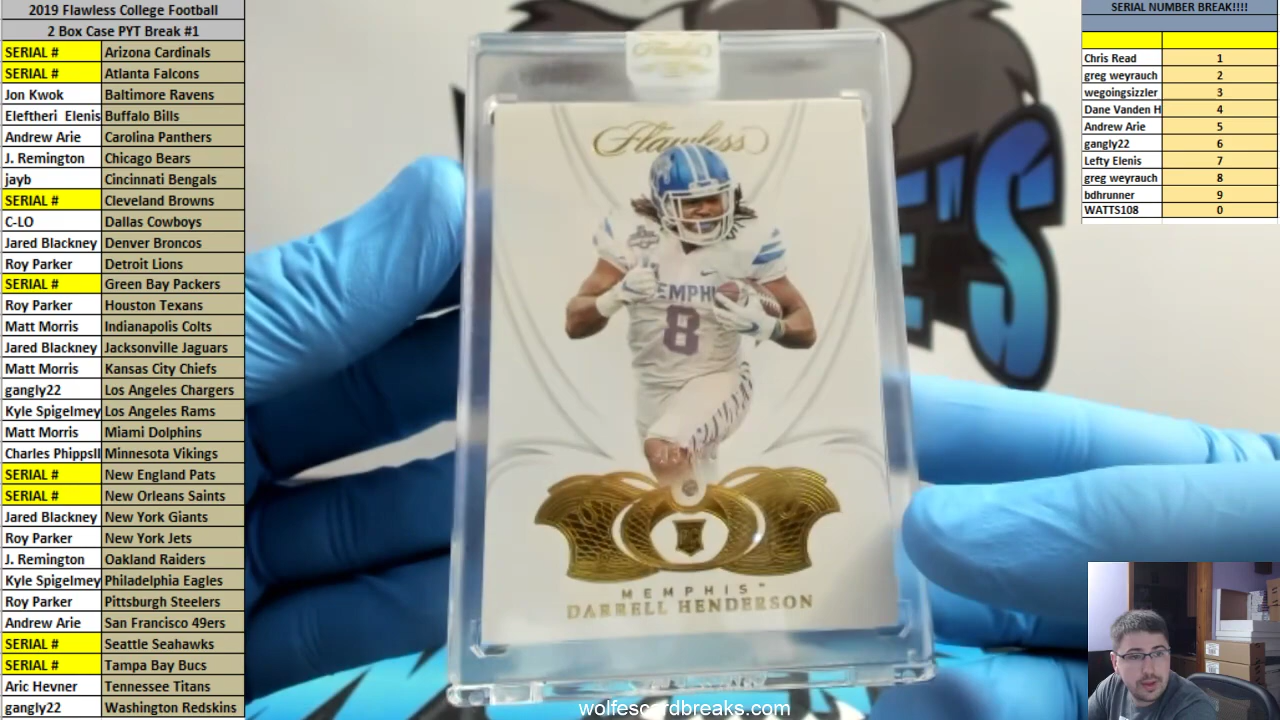 2019 Flawless College Football
2 Box Case PYT Break #1
SERIAL # Arizona Cardinals
SERIAL # Atlanta Falcons
Jon Kwok Baltimore Ravens
Eleftheri Elenis Buffalo Bills
Andrew Arie Carolina Panthers
J. Remington Chicago Bears
jayb Cincinnati Bengals
SERIAL # Cleveland Browns
C-LO Dallas Cowboys
Jared Blackney Denver Broncos
Roy Parker Detroit Lions
SERIAL # Green Bay Packers
Roy Parker Houston Texans
Matt Morris Indianapolis Colts
Jared Blackney Jacksonville Jaguars
Matt Morris Kansas City Chiefs
gangly22 Los Angeles Chargers
Kyle Spigelmey Los Angeles Rams
Matt Morris Miami Dolphins
Charles Phippsll Minnesota Vikings
SERIAL # New England Pats
SERIAL # New Orleans Saints
Jared Blackney New York Giants
Roy Parker New York Jets
J. Remington Oakland Raiders
Kyle Spigelmey Philadelphia Eagles
Roy Parker Pittsburgh Steelers
Andrew Arie San Francisco 49ers
SERIAL # Seattle Seahawks
SERIAL # Tampa Bay Bucs
Aric Hevner Tennessee Titans
gangly22 Washington Redskins
Flawless
Flawless
EMPHI
8
MEMPHIS™
DARRELL HENDERSON
E'S
wolfescardbreaks.com
SERIAL NUMBER BREAK!!!!
Chris Read 1
greg weyrauch 2
wegoingsizzler 3
Dane Vanden H 4
Andrew Arie 5
gangly22 6
Lefty Elenis 7
greg weyrauch 8
bdhrunner 9
WATTS108 0